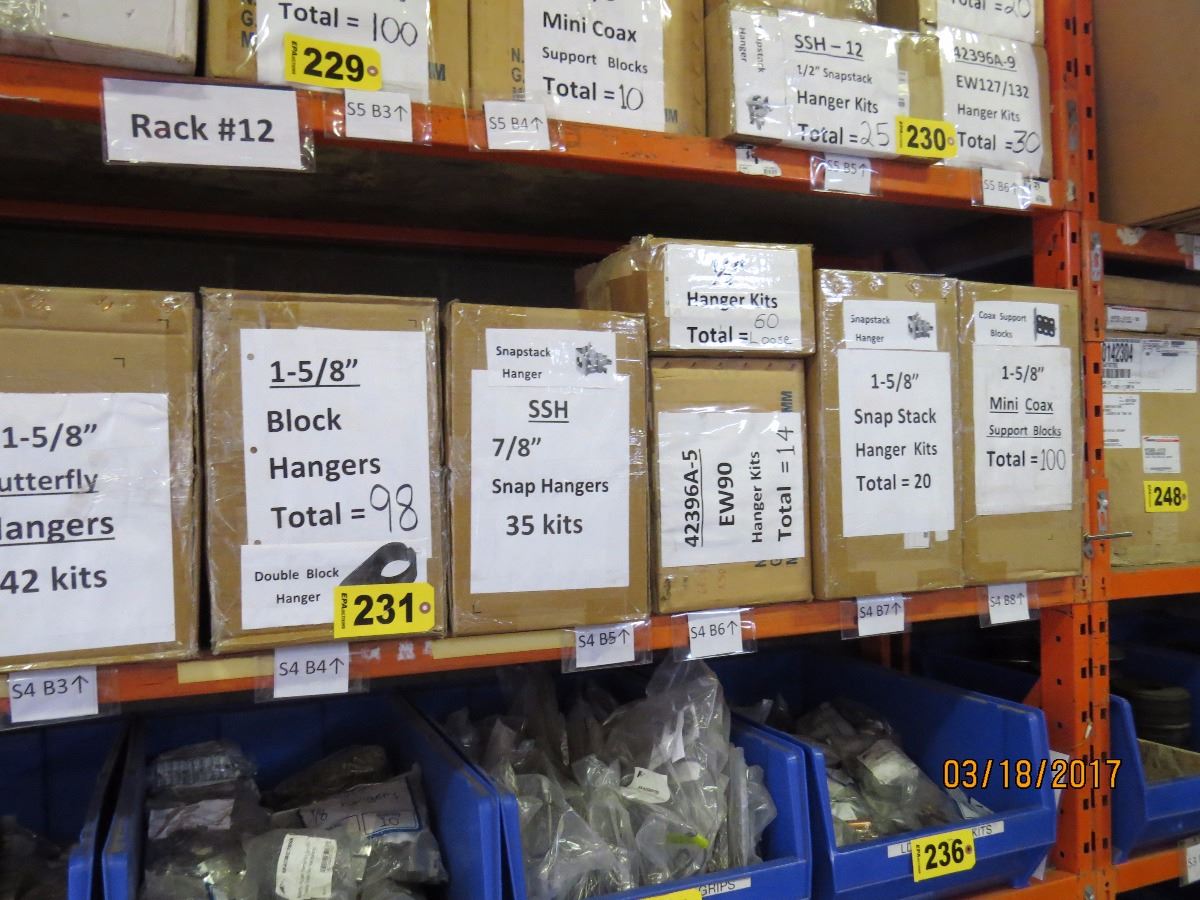 Total = 100
229
Rack #12
S5 B3↑
Mini Coax
Support Blocks
Total = 10
S5 B4↑
Hanger
Snapstack
SSH – 12
1/2" Snapstack
Hanger Kits
Total = 25
230
S5 B5↑
Total = 20
42396A-9
EW127/132
Hanger Kits
Total = 30
S5 B6↑
1-5/8”
utterfly
Hangers
42 kits
S4 B3↑
1-5/8”
Block
Hangers
Total = 98
Double Block
Hanger
EPA
231
S4 B4↑
Snapstack
Hanger
SSH
7/8”
Snap Hangers
35 kits
S4 B5↑
Hanger Kits
Total = 60
Loose
42396A-5
EW90
Hanger Kits
Total = 14
S4 B6↑
Snapstack
Hanger
1-5/8”
Snap Stack
Hanger Kits
Total = 20
S4 B7↑
Coax Support
Blocks
1-5/8”
Mini Coax
Support Blocks
Total = 100
S4 B8↑
248
Hangers
GRIPS
KITS
236
03/18/2017